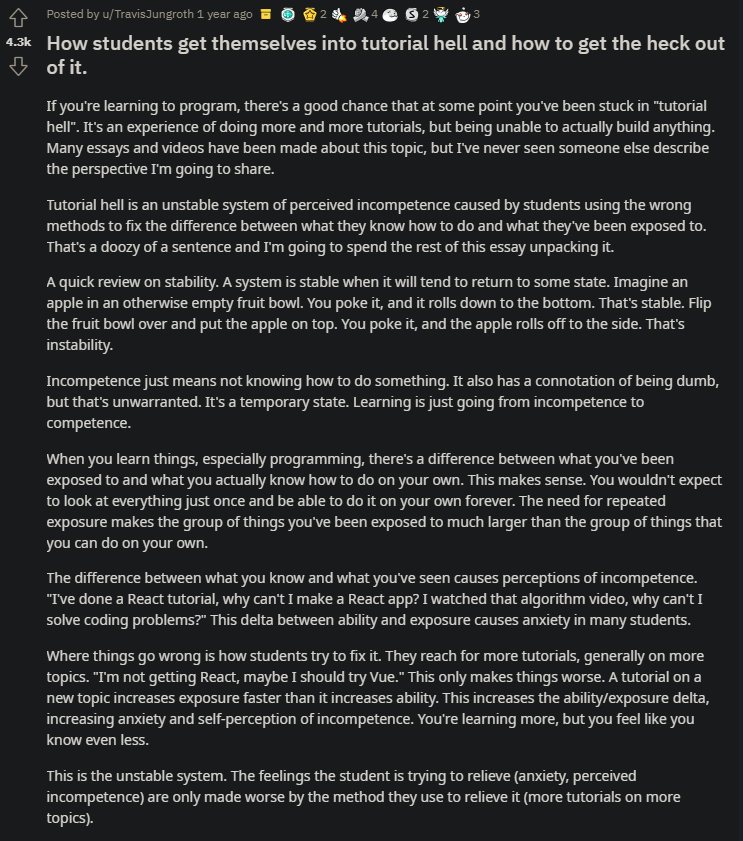 Posted by u/TravisJungroth 1 year ago 2 4 2 3
4.3k
How students get themselves into tutorial hell and how to get the heck out
of it.
If you're learning to program, there's a good chance that at some point you've been stuck in "tutorial
hell". It's an experience of doing more and more tutorials, but being unable to actually build anything.
Many essays and videos have been made about this topic, but I've never seen someone else describe
the perspective I'm going to share.
Tutorial hell is an unstable system of perceived incompetence caused by students using the wrong
methods to fix the difference between what they know how to do and what they've been exposed to.
That's a doozy of a sentence and I'm going to spend the rest of this essay unpacking it.
A quick review on stability. A system is stable when it will tend to return to some state. Imagine an
apple in an otherwise empty fruit bowl. You poke it, and it rolls down to the bottom. That's stable. Flip
the fruit bowl over and put the apple on top. You poke it, and the apple rolls off to the side. That's
instability.
Incompetence just means not knowing how to do something. It also has a connotation of being dumb,
but that's unwarranted. It's a temporary state. Learning is just going from incompetence to
competence.
When you learn things, especially programming, there's a difference between what you've been
exposed to and what you actually know how to do on your own. This makes sense. You wouldn't expect
to look at everything just once and be able to do it on your own forever. The need for repeated
exposure makes the group of things you've been exposed to much larger than the group of things that
you can do on your own.
The difference between what you know and what you've seen causes perceptions of incompetence.
"I've done a React tutorial, why can't I make a React app? I watched that algorithm video, why can't I
solve coding problems?" This delta between ability and exposure causes anxiety in many students.
Where things go wrong is how students try to fix it. They reach for more tutorials, generally on more
topics. "I'm not getting React, maybe I should try Vue." This only makes things worse. A tutorial on a
new topic increases exposure faster than it increases ability. This increases the ability/exposure delta,
increasing anxiety and self-perception of incompetence. You're learning more, but you feel like you
know even less.
This is the unstable system. The feelings the student is trying to relieve (anxiety, perceived
incompetence) are only made worse by the method they use to relieve it (more tutorials on more
topics).